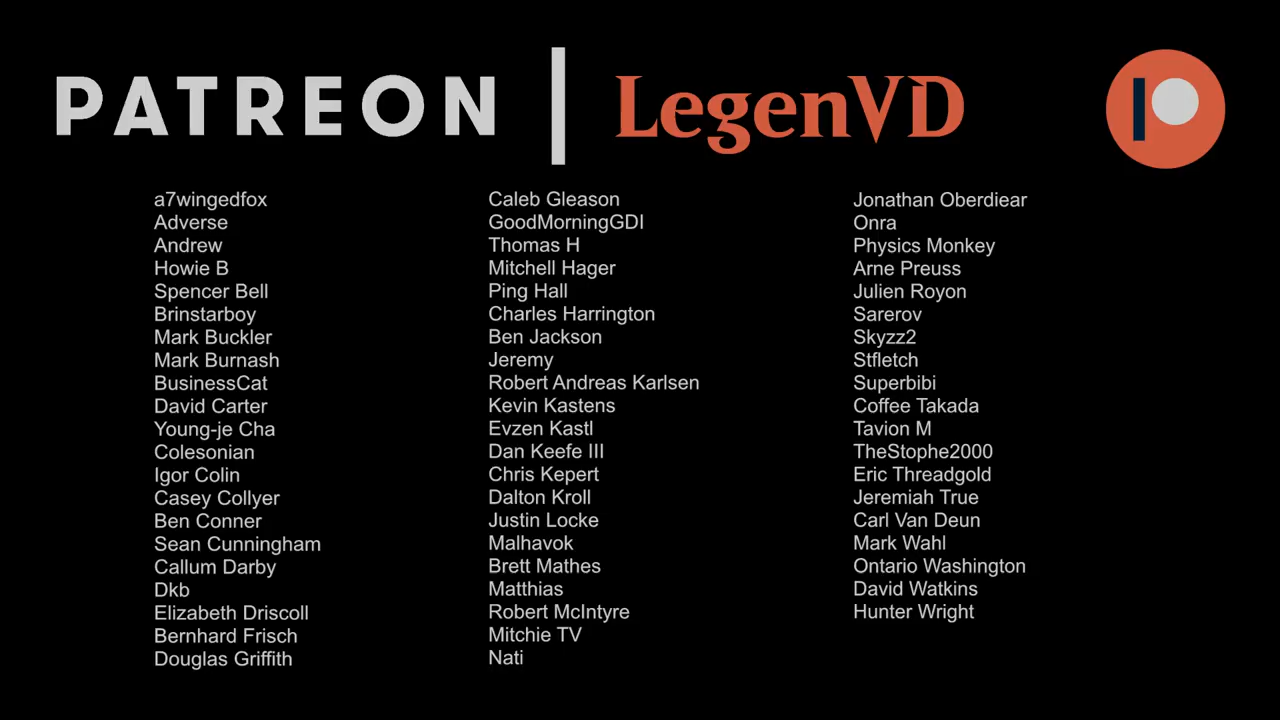 PATREON | LegenVD
a7wingedfox
Adverse
Andrew
Howie B
Spencer Bell
Brinstarboy
Mark Buckler
Mark Burnash
BusinessCat
David Carter
Young-je Cha
Colesonian
Igor Colin
Casey Collyer
Ben Conner
Sean Cunningham
Callum Darby
Dkb
Elizabeth Driscoll
Bernhard Frisch
Douglas Griffith
Caleb Gleason
GoodMorningGDI
Thomas H
Mitchell Hager
Ping Hall
Charles Harrington
Ben Jackson
Jeremy
Robert Andreas Karlsen
Kevin Kastens
Evzen Kastl
Dan Keefe III
Chris Kepert
Dalton Kroll
Justin Locke
Malhavok
Brett Mathes
Matthias
Robert McIntyre
Mitchie TV
Nati
Jonathan Oberdiear
Onra
Physics Monkey
Arne Preuss
Julien Royon
Sarerov
Skyzz2
Stfletch
Superbibi
Coffee Takada
Tavion M
TheStophe2000
Eric Threadgold
Jeremiah True
Carl Van Deun
Mark Wahl
Ontario Washington
David Watkins
Hunter Wright